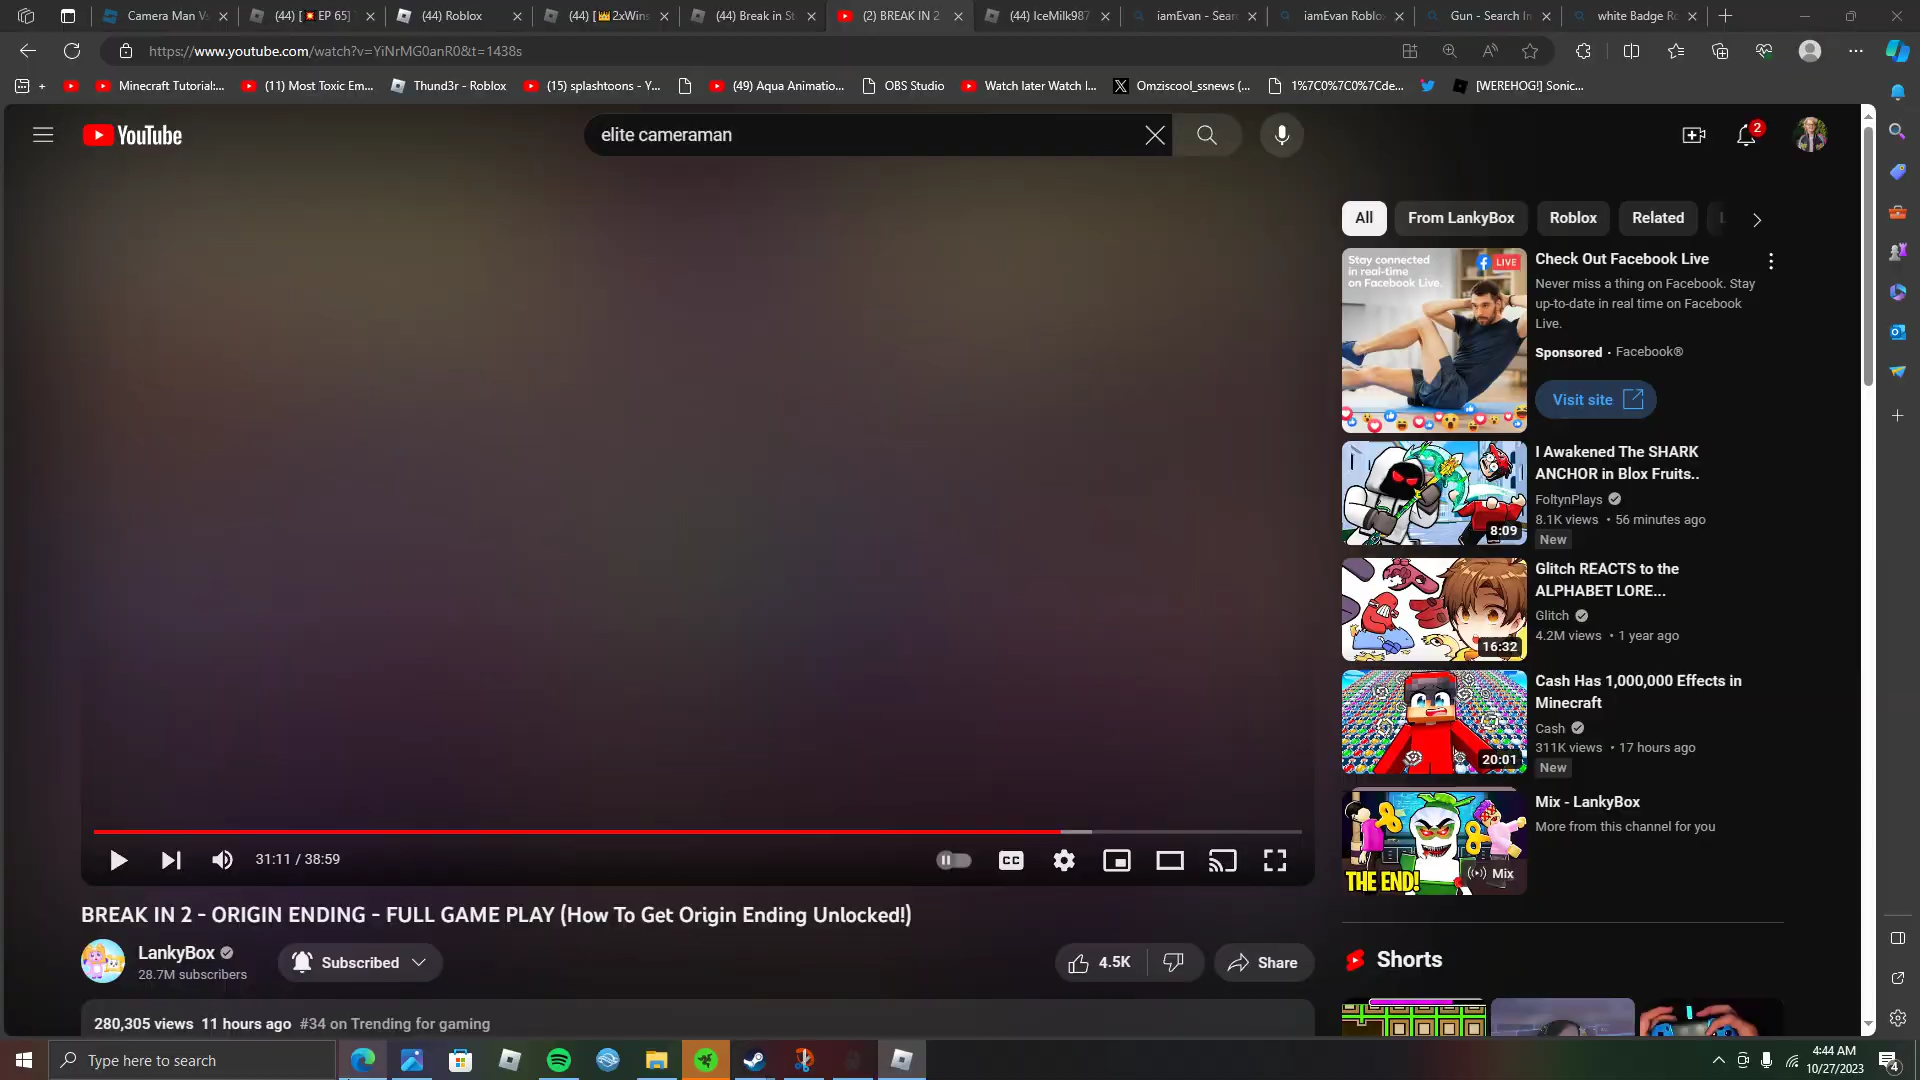 Camera Man V
(44) [💥EP 65] T
(44) Roblox
(44) [👑2xWins
(44) Break in St
(2) BREAK IN 2
(44) IceMilk987
iamEvan - Sear
iamEvan Roblox
Gun - Search In
white Badge Ro
https://www.youtube.com/watch?v=YiNrMG0anR0&t=1438s
Minecraft Tutorial:...
(11) Most Toxic Em...
Thund3r - Roblox
(15) splashtoons - Y...
(49) Aqua Animatio...
OBS Studio
Watch later Watch l...
Omziscool_ssnews (...
1%7C0%7C0%7Cde...
[WEREHOG!] Sonic...
YouTube
elite cameraman
2
All
From LankyBox
Roblox
Related
Stay connected
in real-time
on Facebook Live.
LIVE
Check Out Facebook Live
Never miss a thing on Facebook. Stay
up-to-date in real time on Facebook
Live.
Sponsored · Facebook®
Visit site
8:09
I Awakened The SHARK
ANCHOR in Blox Fruits..
FoltynPlays
8.1K views • 56 minutes ago
New
16:32
Glitch REACTS to the
ALPHABET LORE...
Glitch
4.2M views • 1 year ago
20:01
Cash Has 1,000,000 Effects in
Minecraft
Cash
311K views • 17 hours ago
New
THE END!
Mix
Mix - LankyBox
More from this channel for you
31:11 / 38:59
CC
BREAK IN 2 - ORIGIN ENDING - FULL GAME PLAY (How To Get Origin Ending Unlocked!)
LankyBox
28.7M subscribers
Subscribed
4.5K
Share
Shorts
280,305 views 11 hours ago #34 on Trending for gaming
Type here to search
4:44 AM
10/27/2023
4